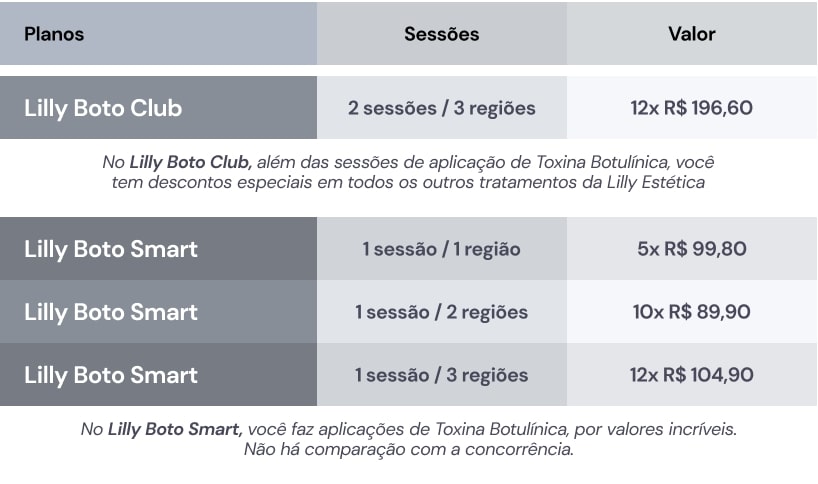 Planos Sessões Valor
Lilly Boto Club 2 sessões / 3 regiões 12x R$ 196,60
No Lilly Boto Club, além das sessões de aplicação de Toxina Botulínica, você
tem descontos especiais em todos os outros tratamentos da Lilly Estética
Lilly Boto Smart 1 sessão / 1 região 5x R$ 99,80
Lilly Boto Smart 1 sessão / 2 regiões 10x R$ 89,90
Lilly Boto Smart 1 sessão / 3 regiões 12x R$ 104,90
No Lilly Boto Smart, você faz aplicações de Toxina Botulínica, por valores incríveis.
Não há comparação com a concorrência.